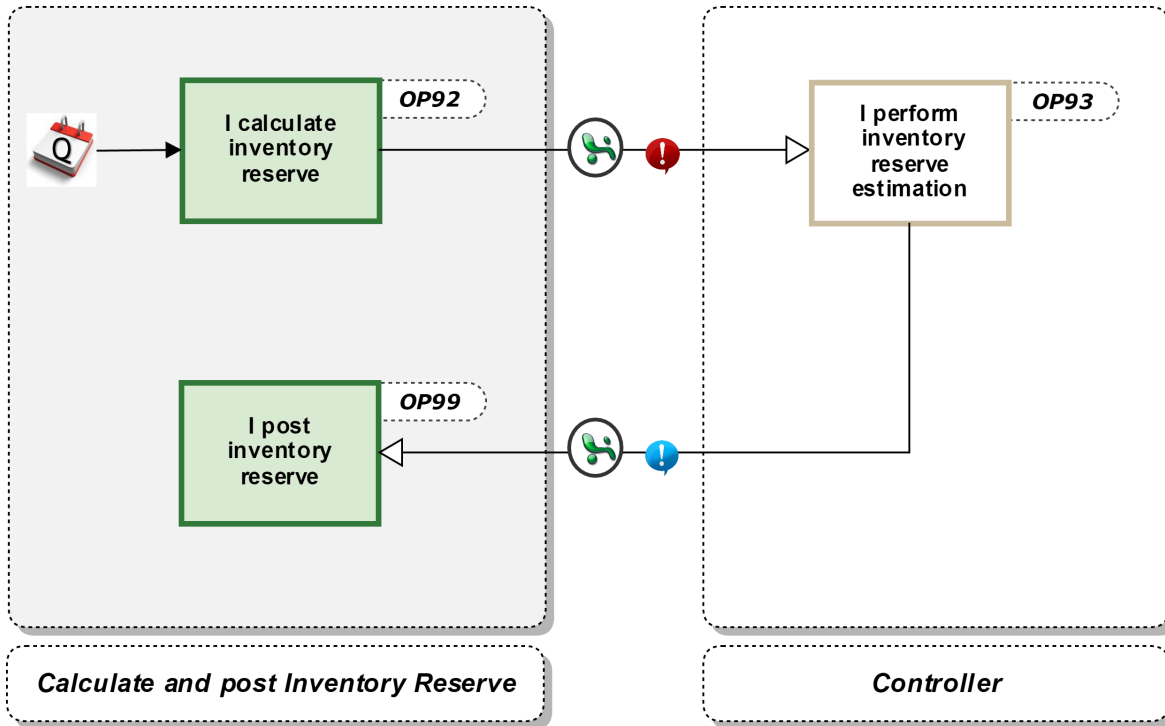 OP92
I calculate
inventory
reserve
Q
OP93
I perform
inventory
reserve
estimation
OP99
I post
inventory
reserve
Calculate and post Inventory Reserve
Controller